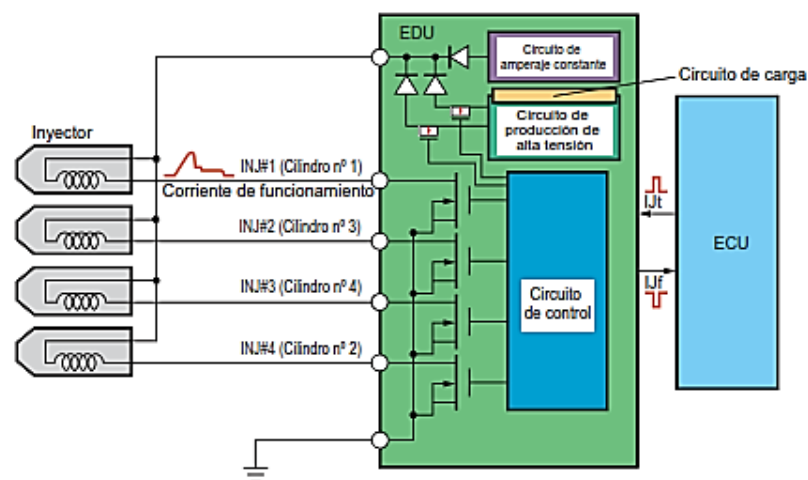 EDU
Circuito de
amperaje constante
Circuito de carga
Circuito de
producción de
alta tensión
Inyector
INJ#1 (Cilindro nº 1)
Corriente de funcionamiento
INJ#2 (Cilindro nº 3)
INJ#3 (Cilindro nº 4)
INJ#4 (Cilindro nº 2)
Circuito
de control
IJt
IJf
ECU